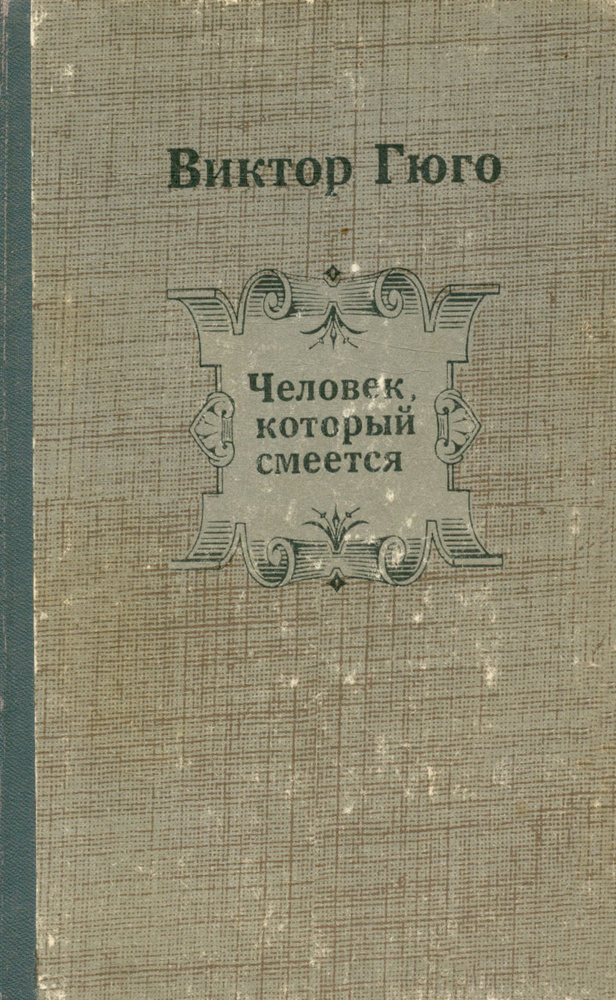 Виктор Гюго
Человек,
который
смеется